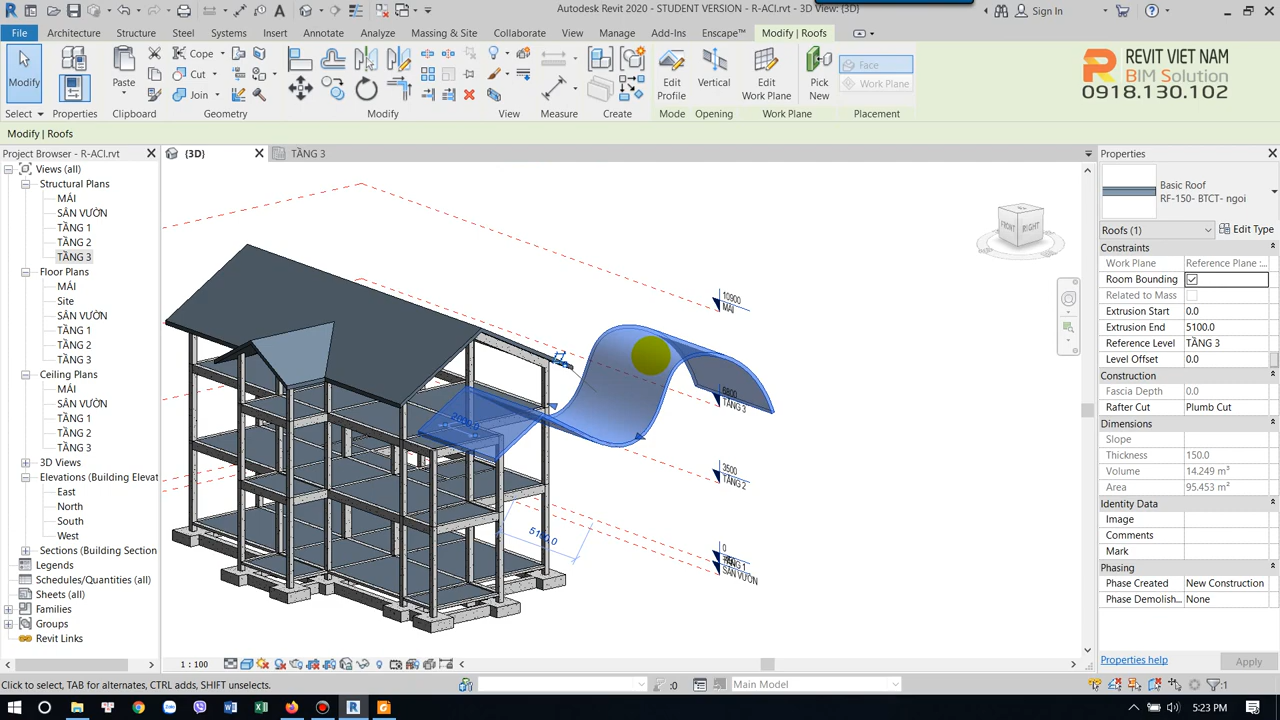 Autodesk Revit 2020 - STUDENT VERSION - R-ACI.rvt - 3D View: {3D}
Sign In
File
Architecture
Structure
Steel
Systems
Insert
Annotate
Analyze
Massing & Site
Collaborate
View
Manage
Add-Ins
Enscape™
Modify | Roofs
Modify
Paste
Cope
Cut
Join
Edit
Profile
Vertical
Edit
Work Plane
Pick
New
Face
Work Plane
REVIT VIET NAM
BIM Solution
0918.130.102
Select
Properties
Clipboard
Geometry
Modify
View
Measure
Create
Mode
Opening
Work Plane
Placement
Modify | Roofs
Project Browser - R-ACI.rvt
Views (all)
Structural Plans
MÁI
SÂN VƯỜN
TẦNG 1
TẦNG 2
TẦNG 3
Floor Plans
MÁI
Site
TẦNG 1
TẦNG 2
TẦNG 3
Ceiling Plans
MÁI
SÂN VƯỜN
TẦNG 1
TẦNG 2
TẦNG 3
3D Views
Elevations (Building Elevat
East
North
South
West
Sections (Building Section
Legends
Schedules/Quantities (all)
Sheets (all)
Families
Groups
Revit Links
{3D}
TẦNG 3
FRONT
RIGHT
10900
MÁI
6800
TẦNG 3
3500
TẦNG 2
0
TẦNG 1
SÂN VƯỜN
2000.0
5100.0
Properties
Basic Roof
RF-150- BTCT- ngoi
Roofs (1)
Edit Type
Constraints
Work Plane
Reference Plane :...
Room Bounding
Related to Mass
Extrusion Start
0.0
Extrusion End
5100.0
Reference Level
TẦNG 3
Level Offset
0.0
Construction
Fascia Depth
0.0
Rafter Cut
Plumb Cut
Dimensions
Slope
Thickness
150.0
Volume
14.249 m³
Area
95.453 m²
Identity Data
Image
Comments
Mark
Phasing
Phase Created
New Construction
Phase Demolish...
None
Properties help
Apply
1 : 100
Click to select, TAB for alternates, CTRL adds, SHIFT unselects.
:0
Main Model
:1
5:23 PM